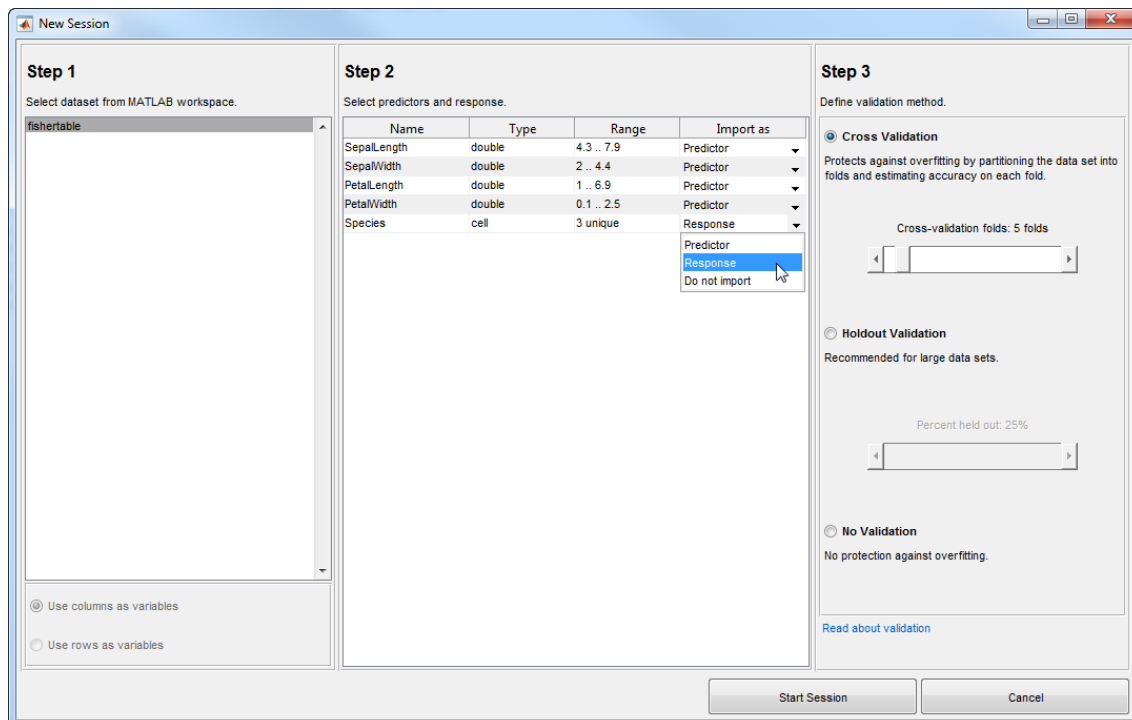 New Session
Step 1
Select dataset from MATLAB workspace.
fishertable
Use columns as variables
Use rows as variables
Step 2
Select predictors and response.
Name Type Range Import as
SepalLength double 4.3 .. 7.9 Predictor
SepalWidth double 2 .. 4.4 Predictor
PetalLength double 1 .. 6.9 Predictor
PetalWidth double 0.1 .. 2.5 Predictor
Species cell 3 unique Response
Predictor
Response
Do not import
Step 3
Define validation method.
Cross Validation
Protects against overfitting by partitioning the data set into
folds and estimating accuracy on each fold.
Cross-validation folds: 5 folds
Holdout Validation
Recommended for large data sets.
Percent held out: 25%
No Validation
No protection against overfitting.
Read about validation
Start Session
Cancel